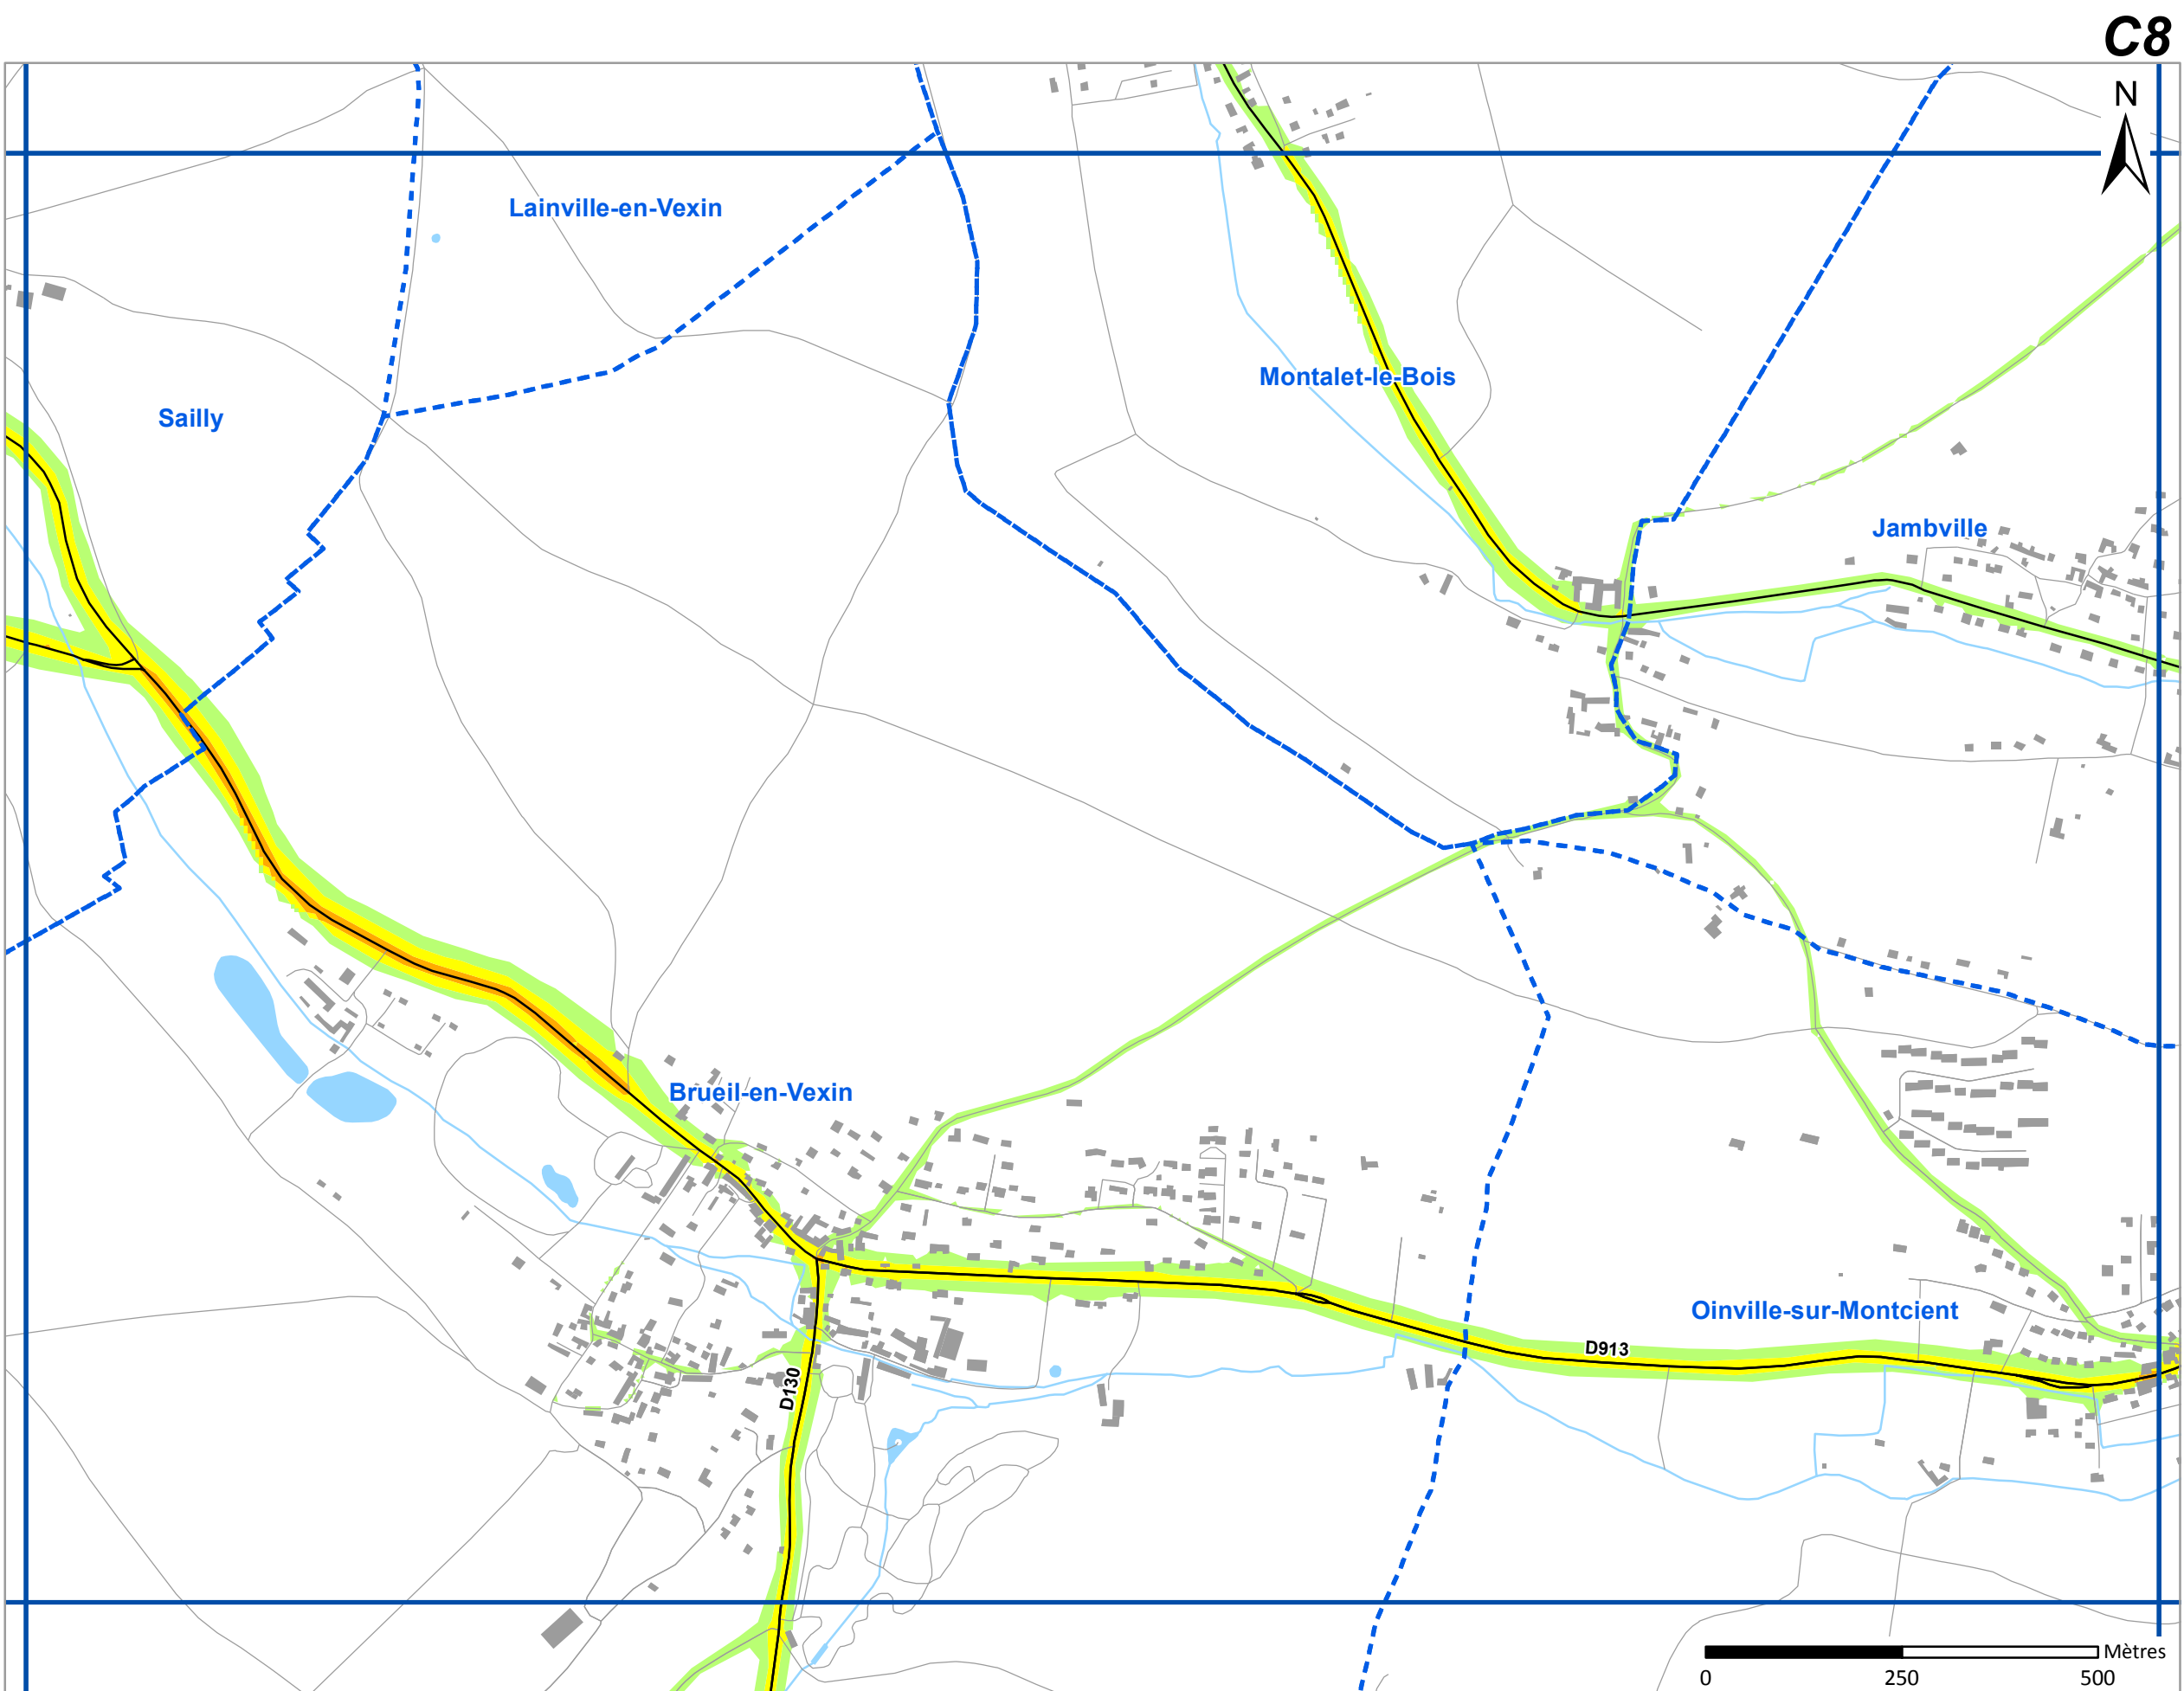 C8
N
Lainville-en-Vexin
Montalet-le-Bois
Sailly
Jambville
Brueil-en-Vexin
Oinville-sur-Montcient
D913
D130
Mètres
0 250 500